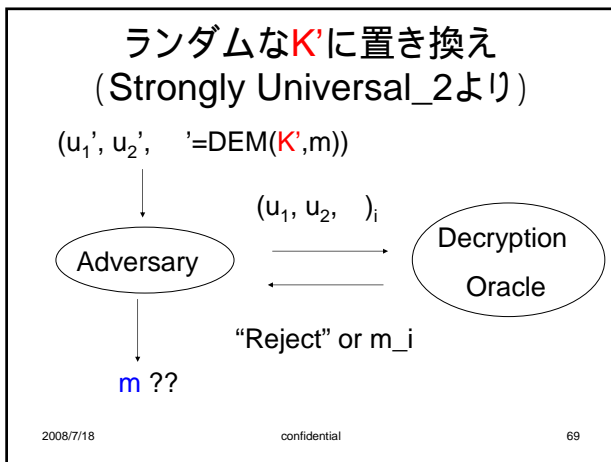 ランダムなK’に置き換え
(Strongly Universal_2より)
(u₁’, u₂’, ’=DEM(K’,m))
(u₁, u₂, )ᵢ
Adversary
Decryption
Oracle
“Reject” or m_i
m ??
2008/7/18
confidential
69